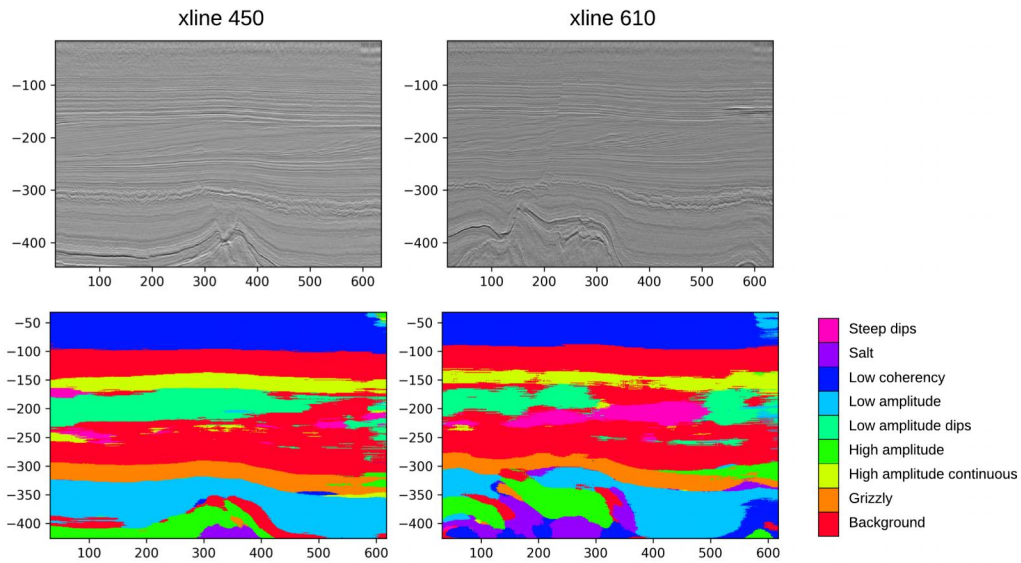 xline 450
xline 610
−100
−200
−300
−400
100 200 300 400 500 600
−100
−200
−300
−400
100 200 300 400 500 600
−50
−100
−150
−200
−250
−300
−350
−400
100 200 300 400 500 600
−50
−100
−150
−200
−250
−300
−350
−400
100 200 300 400 500 600
Steep dips
Salt
Low coherency
Low amplitude
Low amplitude dips
High amplitude
High amplitude continuous
Grizzly
Background